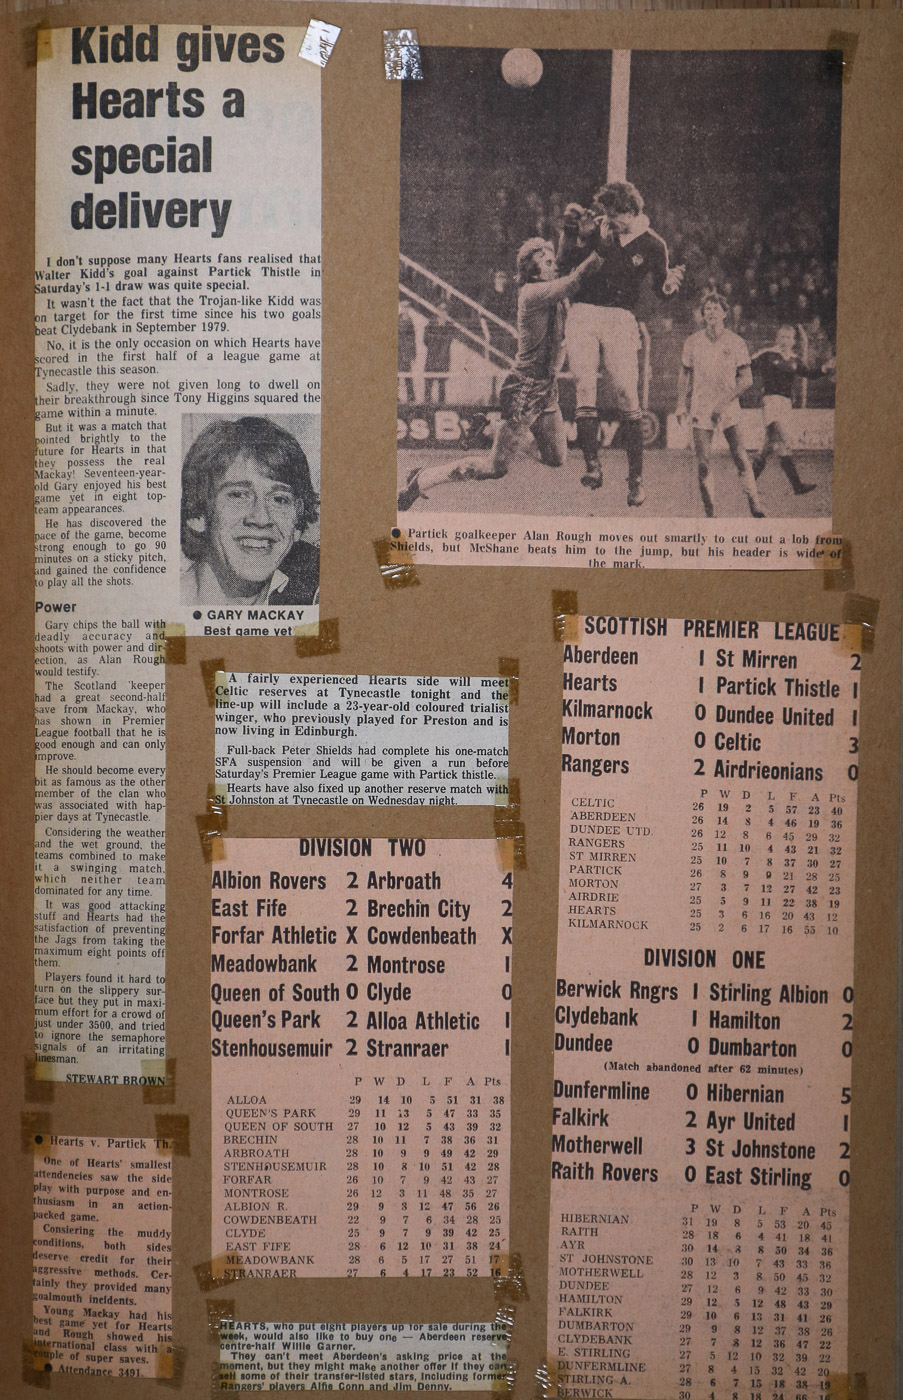 Kidd gives
Hearts a
special
delivery
I don't suppose many Hearts fans realised that
Walter Kidd's goal against Partick Thistle in
Saturday's 1-1 draw was quite special.
It wasn't the fact that the Trojan-like Kidd was
on target for the first time since his two goals
beat Clydebank in September 1979.
No, it is the only occasion on which Hearts have
scored in the first half of a league game at
Tynecastle this season.
Sadly, they were not given long to dwell on
their breakthrough since Tony Higgins squared the
game within a minute.
But it was a match that
pointed brightly to the
future for Hearts in that
they possess the real
Mackay! Seventeen-year-
old Gary enjoyed his best
game yet in eight top-
team appearances.
He has discovered the
pace of the game, become
strong enough to go 90
minutes on a sticky pitch,
and gained the confidence
to play all the shots.
Power
Gary chips the ball with
deadly accuracy and
shoots with power and dir-
ection, as Alan Rough
would testify.
The Scotland 'keeper
had a great second-half
save from Mackay, who
has shown in Premier
League football that he is
good enough and can only
improve.
He should become every
bit as famous as the other
member of the clan who
was associated with hap-
pier days at Tynecastle.
Considering the weather
and the wet ground, the
teams combined to make
it a swinging match,
which neither team
dominated for any time.
It was good attacking
stuff and Hearts had the
satisfaction of preventing
the Jags from taking the
maximum eight points off
them.
Players found it hard to
turn on the slippery sur-
face but they put in maxi-
mum effort for a crowd of
just under 3500, and tried
to ignore the semaphore
signals of an irritating
linesman.
STEWART BROWN
● GARY MACKAY
Best game yet
● Hearts v. Partick Th.
One of Hearts' smallest
attendencies saw the side
play with purpose and en-
thusiasm in an action-
packed game.
Consiering the muddy
conditions, both sides
deserve credit for their
aggressive methods. Cer-
tainly they provided many
goalmouth incidents.
Young Mackay had his
best game yet for Hearts
and Rough showed his
international class with a
couple of super saves.
● Attendance 3491.
● Partick goalkeeper Alan Rough moves out smartly to cut out a lob from
Shields, but McShane beats him to the jump, but his header is wide of
the mark.
A fairly experienced Hearts side will meet
Celtic reserves at Tynecastle tonight and the
line-up will include a 23-year-old coloured trialist
winger, who previously played for Preston and is
now living in Edinburgh.
Full-back Peter Shields had complete his one-match
SFA suspension and will be given a run before
Saturday's Premier League game with Partick thistle.
Hearts have also fixed up another reserve match with
St Johnston at Tynecastle on Wednesday night.
DIVISION TWO
Albion Rovers 2 Arbroath 4
East Fife 2 Brechin City 2
Forfar Athletic X Cowdenbeath X
Meadowbank 2 Montrose 1
Queen of South 0 Clyde 0
Queen's Park 2 Alloa Athletic 1
Stenhousemuir 2 Stranraer 1
P W D L F A Pts
ALLOA 29 14 10 5 51 31 38
QUEEN'S PARK 29 11 13 5 47 33 35
QUEEN OF SOUTH 27 12 8 7 39 39 32
BRECHIN 28 10 11 7 38 36 31
ARBROATH 28 10 9 9 49 42 29
STENHOUSEMUIR 28 10 8 10 51 42 28
FORFAR 26 10 7 9 42 43 27
MONTROSE 26 12 3 11 48 35 27
ALBION R. 29 9 3 12 47 56 26
COWDENBEATH 22 9 7 6 34 28 25
CLYDE 25 9 7 9 39 42 25
EAST FIFE 28 6 12 10 31 38 24
MEADOWBANK 28 6 5 17 27 51 17
STRANRAER 27 6 4 17 23 52 16
HEARTS, who put eight players up for sale during the
week, would also like to buy one — Aberdeen reserve
centre-half Willie Garner.
They can't meet Aberdeen's asking price at the
moment, but they might make another offer if they can
sell some of their transfer-listed stars, including former
Rangers' players Alfie Conn and Jim Denny.
SCOTTISH PREMIER LEAGUE
Aberdeen 1 St Mirren 2
Hearts 1 Partick Thistle 1
Kilmarnock 0 Dundee United 1
Morton 0 Celtic 3
Rangers 2 Airdrieonians 0
P W D L F A Pts
CELTIC 26 19 2 5 57 23 40
ABERDEEN 26 14 8 4 46 19 36
DUNDEE UTD. 26 12 8 6 45 29 32
RANGERS 25 11 10 4 43 21 32
ST MIRREN 25 10 7 8 37 30 27
PARTICK 26 8 9 9 21 28 25
MORTON 27 3 7 12 27 42 23
AIRDRIE 25 5 9 11 22 38 19
HEARTS 25 3 6 16 20 43 12
KILMARNOCK 25 2 6 17 16 55 10
DIVISION ONE
Berwick Rngrs 1 Stirling Albion 0
Clydebank 1 Hamilton 2
Dundee 0 Dumbarton 0
(Match abandoned after 62 minutes)
Dunfermline 0 Hibernian 5
Falkirk 2 Ayr United 1
Motherwell 3 St Johnstone 2
Raith Rovers 0 East Stirling 0
P W D L F A Pts
HIBERNIAN 31 19 8 5 53 20 45
RAITH 28 18 6 4 41 18 41
AYR 30 14 8 8 50 34 36
ST JOHNSTONE 30 13 10 7 43 33 36
MOTHERWELL 28 12 3 8 50 45 32
DUNDEE 27 12 6 9 42 33 30
HAMILTON 29 12 5 12 48 43 29
FALKIRK 29 10 6 13 31 41 26
DUMBARTON 29 9 8 12 37 38 26
CLYDEBANK 27 7 8 12 36 47 22
E. STIRLING 27 5 12 10 32 39 22
DUNFERMLINE 27 8 4 15 32 42 20
STIRLING A. 28 6 7 15 18 38 19
BERWICK 30 4 8 18 24